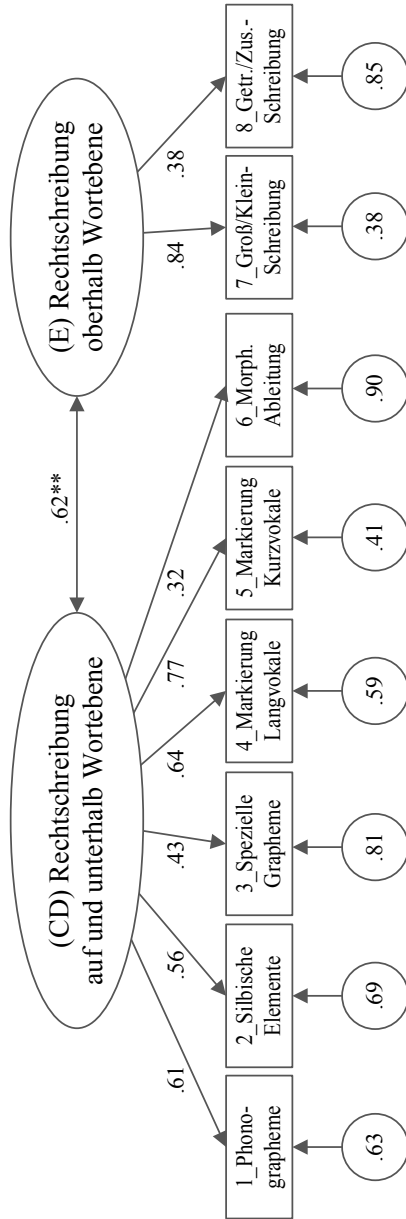 (CD) Rechtschreibung
auf und unterhalb Wortebene
.62**
(E) Rechtschreibung
oberhalb Wortebene
.61
.56
.43
.64
.77
.32
.84
.38
1_Phono-
grapheme
2_Silbische
Elemente
3_Spezielle
Grapheme
4_Markierung
Langvokale
5_Markierung
Kurzvokale
6_Morph.
Ableitung
7_Groß/Klein-
Schreibung
8_Getr./Zus.-
Schreibung
.63
.69
.81
.59
.41
.90
.38
.85